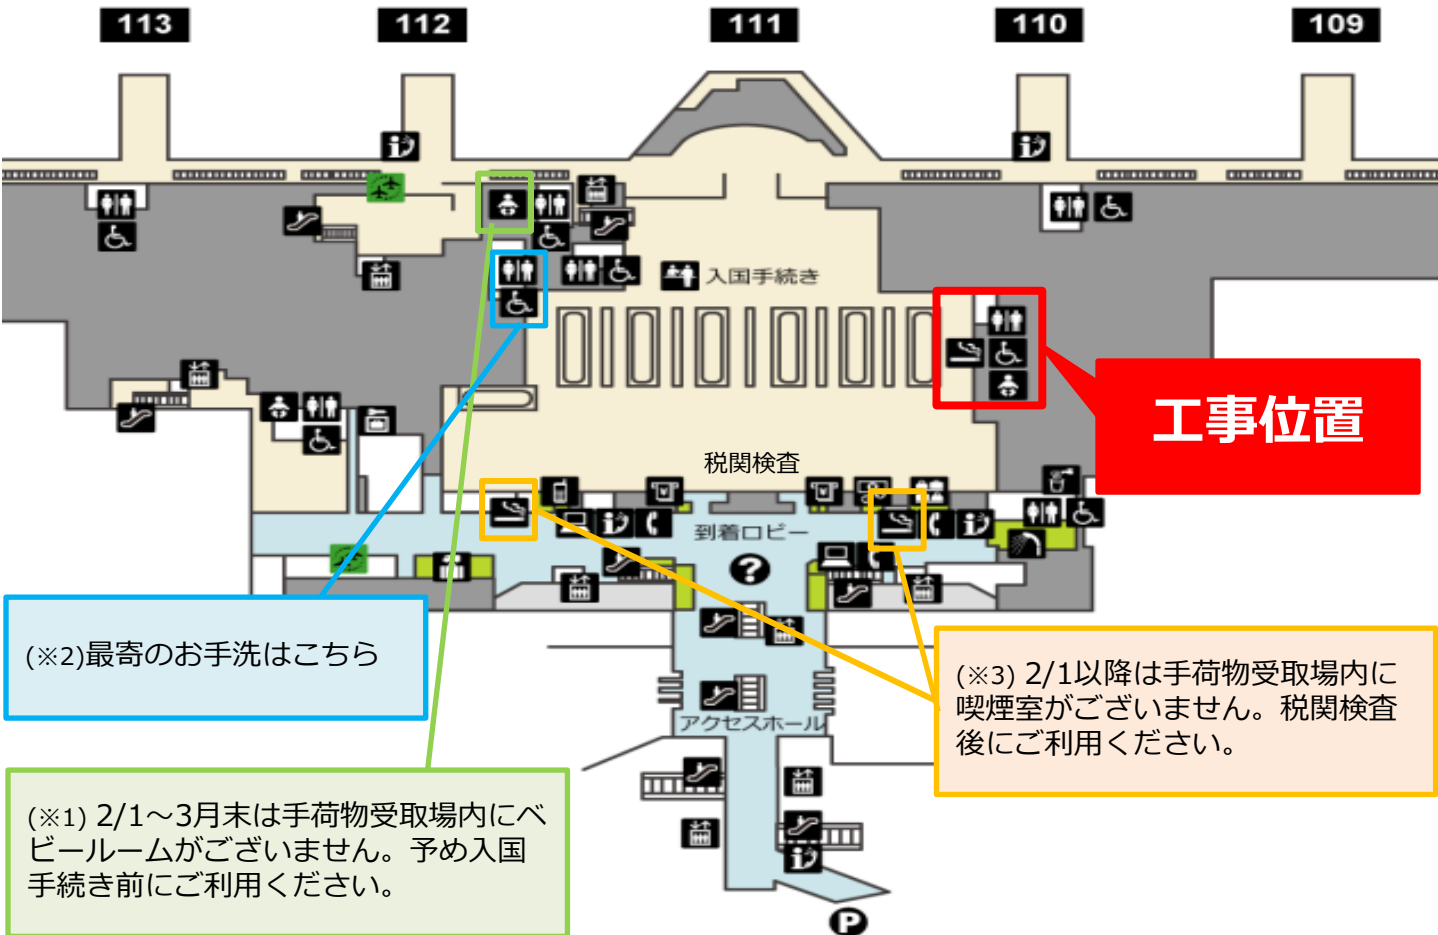 113
112
111
110
109
入国手続き
工事位置
税関検査
到着ロビー
?
(※2)最寄のお手洗はこちら
(※3) 2/1以降は手荷物受取場内に
喫煙室がございません。税関検査
後にご利用ください。
アクセスホール
(※1) 2/1～3月末は手荷物受取場内にベ
ビールームがございません。予め入国
手続き前にご利用ください。
P